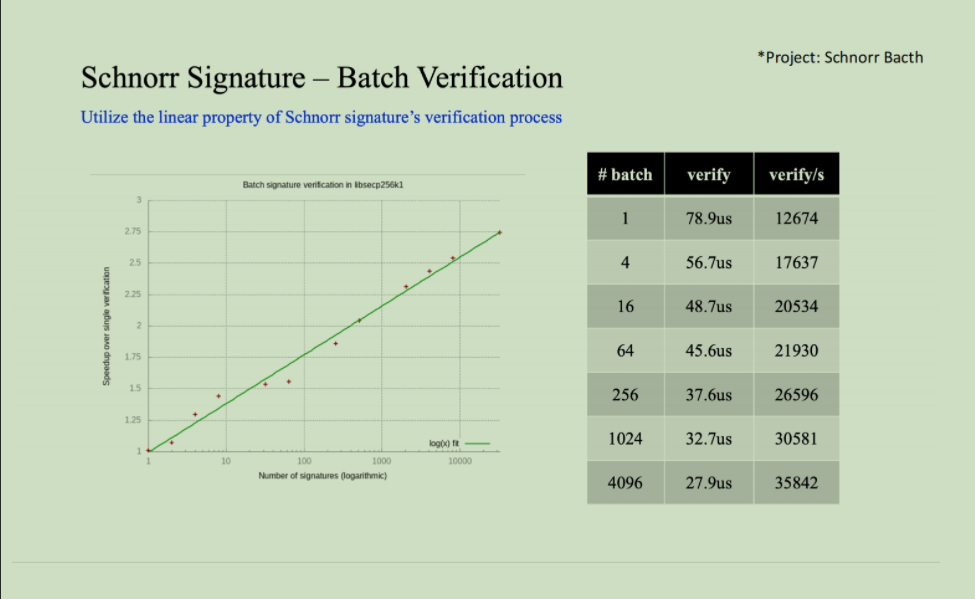 *Project: Schnorr Bacth
Schnorr Signature – Batch Verification
Utilize the linear property of Schnorr signature's verification process
Batch signature verification in libsecp256k1
3
2.75
2.5
2.25
2
1.75
1.5
1.25
1
Speedup over single verification
log(x) fit
1 10 100 1000 10000
Number of signatures (logarithmic)
# batch verify verify/s
1 78.9us 12674
4 56.7us 17637
16 48.7us 20534
64 45.6us 21930
256 37.6us 26596
1024 32.7us 30581
4096 27.9us 35842